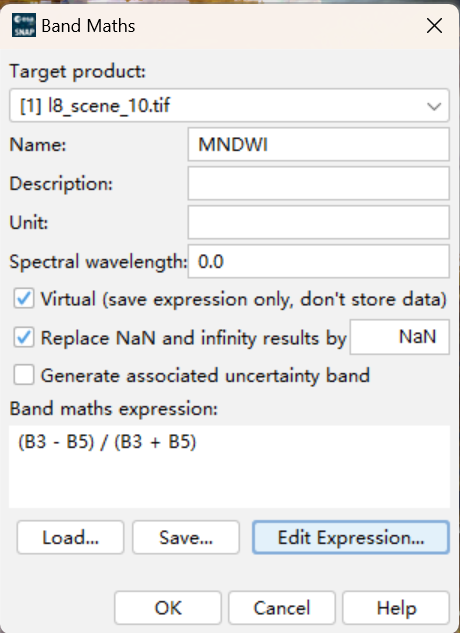 esa
SNAP
Band Maths
Target product:
[1] l8_scene_10.tif
Name: MNDWI
Description:
Unit:
Spectral wavelength: 0.0
Virtual (save expression only, don't store data)
Replace NaN and infinity results by NaN
Generate associated uncertainty band
Band maths expression:
(B3 - B5) / (B3 + B5)
Load... Save... Edit Expression...
OK Cancel Help